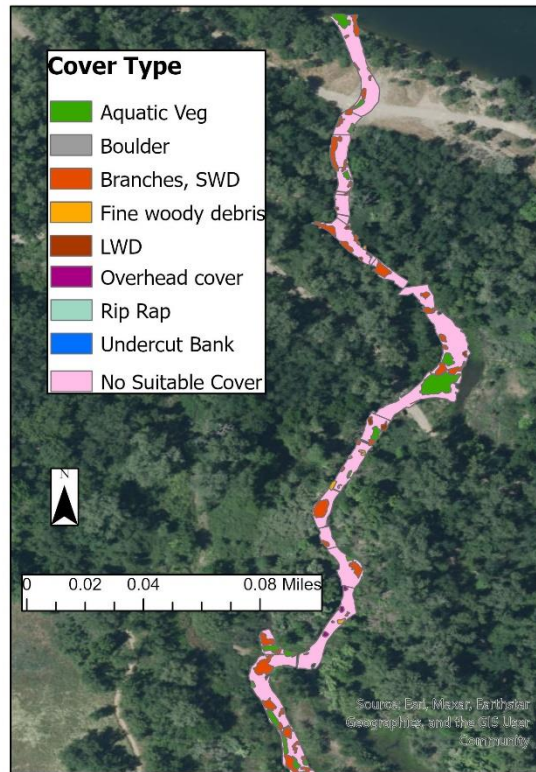 Cover Type
Aquatic Veg
Boulder
Branches, SWD
Fine woody debris
LWD
Overhead cover
Rip Rap
Undercut Bank
No Suitable Cover
N
0 0.02 0.04 0.08 Miles
Source: Esri, Maxar, Earthstar
Geographics, and the GIS User
Community